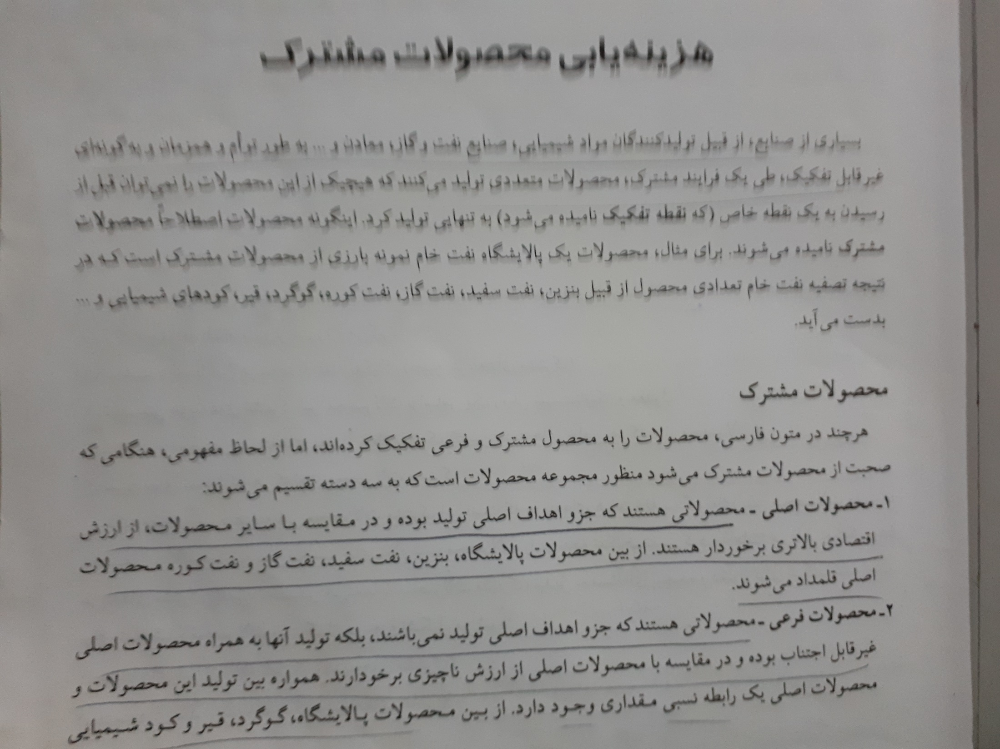 هزینه‌یابی محصولات مشترک
بسیاری از صنایع، از قبیل تولیدکنندگان مواد شیمیایی، صنایع نفت و گاز، معادن و ... به طور توأم و همزمان و به گونه‌ای
غیرقابل تفکیک، طی یک فرایند مشترک، محصولات متعددی تولید می‌کنند که هیچیک از این محصولات را نمی‌توان قبل از
رسیدن به یک نقطه خاص (که نقطه تفکیک نامیده می‌شود) به تنهایی تولید کرد. اینگونه محصولات اصطلاحاً محصولات
مشترک نامیده می‌شوند. برای مثال، محصولات یک پالایشگاه نفت خام نمونه بارزی از محصولات مشترک است که در
نتیجه تصفیه نفت خام تعدادی محصول از قبیل بنزین، نفت سفید، نفت گاز، نفت کوره، گوگرد، قیر، کودهای شیمیایی و ...
بدست می‌آید.
محصولات مشترک
هرچند در متون فارسی، محصولات را به محصول مشترک و فرعی تفکیک کرده‌اند، اما از لحاظ مفهومی، هنگامی که
صحبت از محصولات مشترک می‌شود منظور مجموعه محصولات است که به سه دسته تقسیم می‌شوند:
۱ـ محصولات اصلی ـ محصولاتی هستند که جزو اهداف اصلی تولید بوده و در مقایسه با سایر محصولات، از ارزش
اقتصادی بالاتری برخوردار هستند. از بین محصولات پالایشگاه، بنزین، نفت سفید، نفت گاز و نفت کوره محصولات
اصلی قلمداد می‌شوند.
۲ـ محصولات فرعی ـ محصولاتی هستند که جزو اهداف اصلی تولید نمی‌باشند، بلکه تولید آنها به همراه محصولات اصلی
غیرقابل اجتناب بوده و در مقایسه با محصولات اصلی از ارزش ناچیزی برخودارند. همواره بین تولید این محصولات و
محصولات اصلی یک رابطه نسبی مقداری وجود دارد. از بین محصولات پالایشگاه، گوگرد، قیر و کود شیمیایی